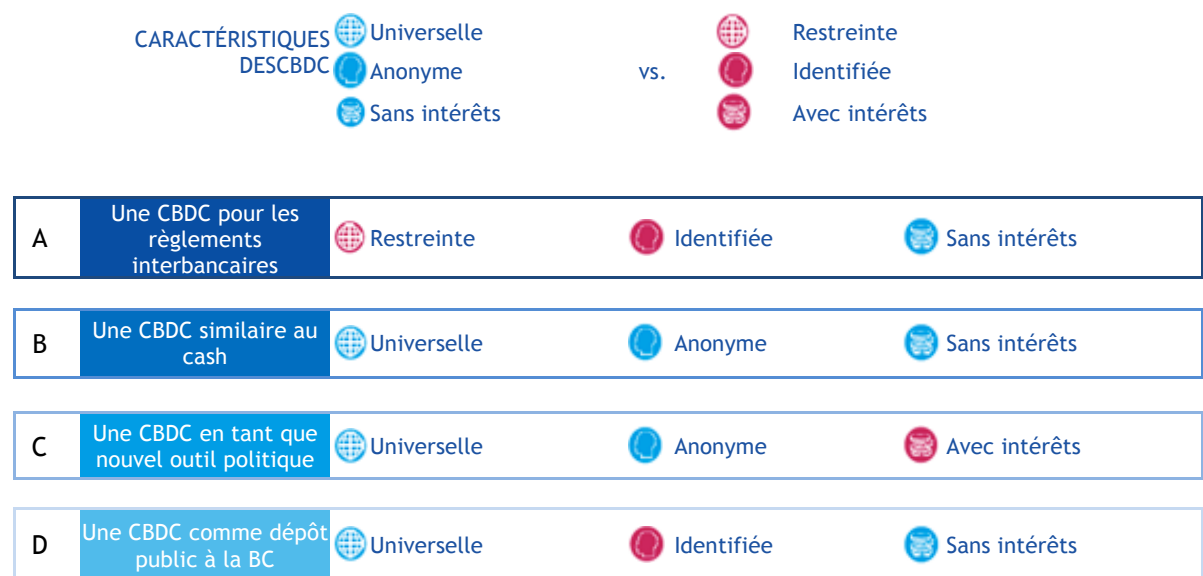 CARACTÉRISTIQUES
DESCBDC
Universelle
Restreinte
Anonyme
vs.
Identifiée
Sans intérêts
Avec intérêts
A
Une CBDC pour les
règlements
interbancaires
Restreinte
Identifiée
Sans intérêts
B
Une CBDC similaire au
cash
Universelle
Anonyme
Sans intérêts
C
Une CBDC en tant que
nouvel outil politique
Universelle
Anonyme
Avec intérêts
D
Une CBDC comme dépôt
public à la BC
Universelle
Identifiée
Sans intérêts